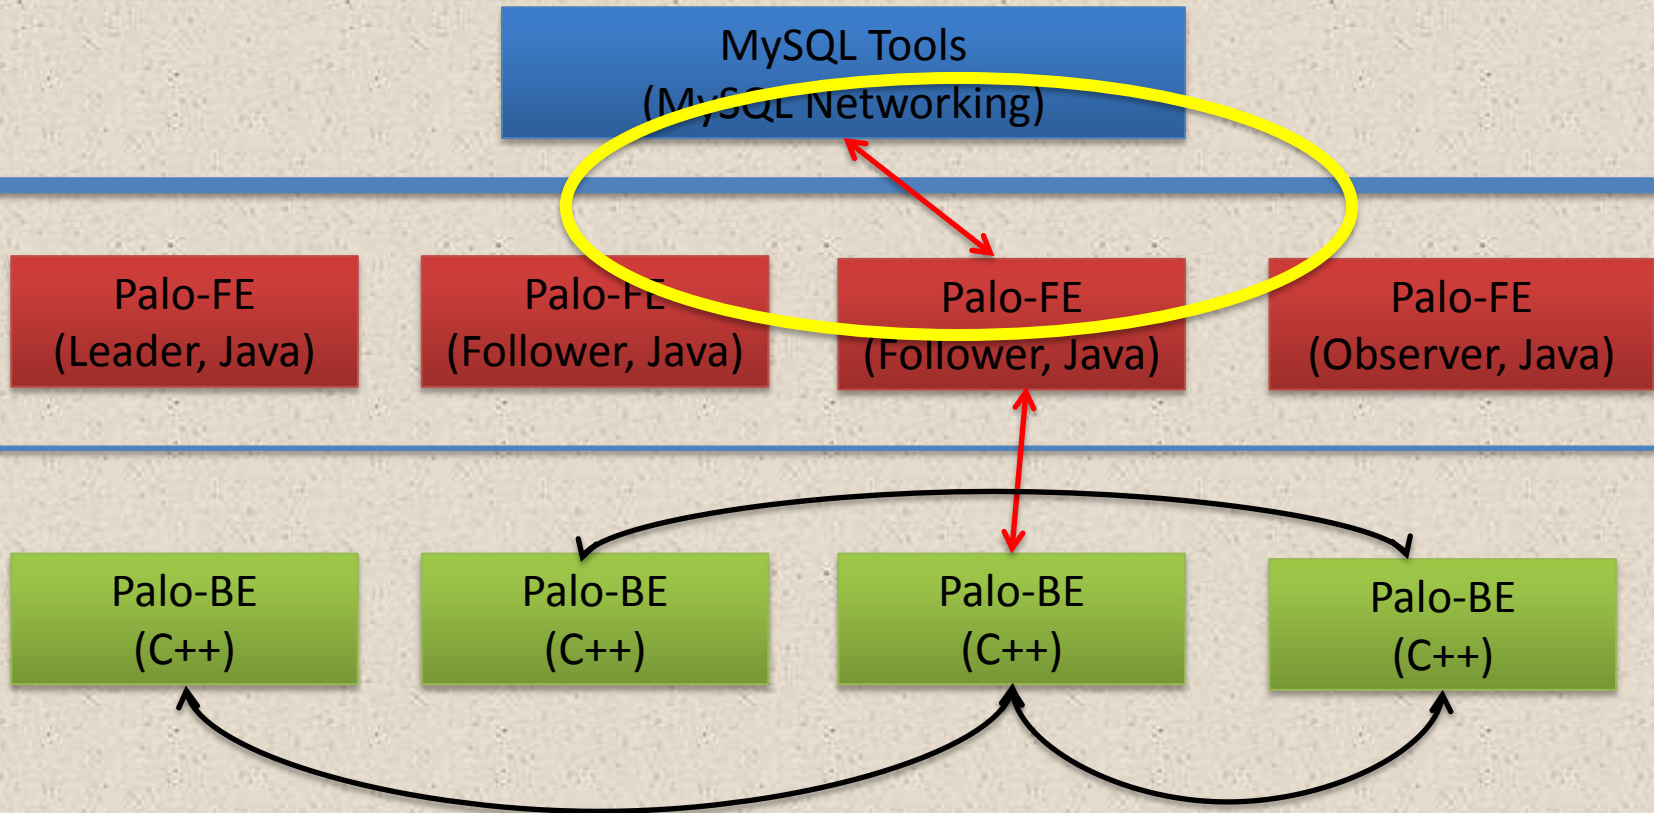 MySQL Tools
(MySQL Networking)
Palo-FE
(Leader, Java)
Palo-FE
(Follower, Java)
Palo-FE
(Follower, Java)
Palo-FE
(Observer, Java)
Palo-BE
(C++)
Palo-BE
(C++)
Palo-BE
(C++)
Palo-BE
(C++)